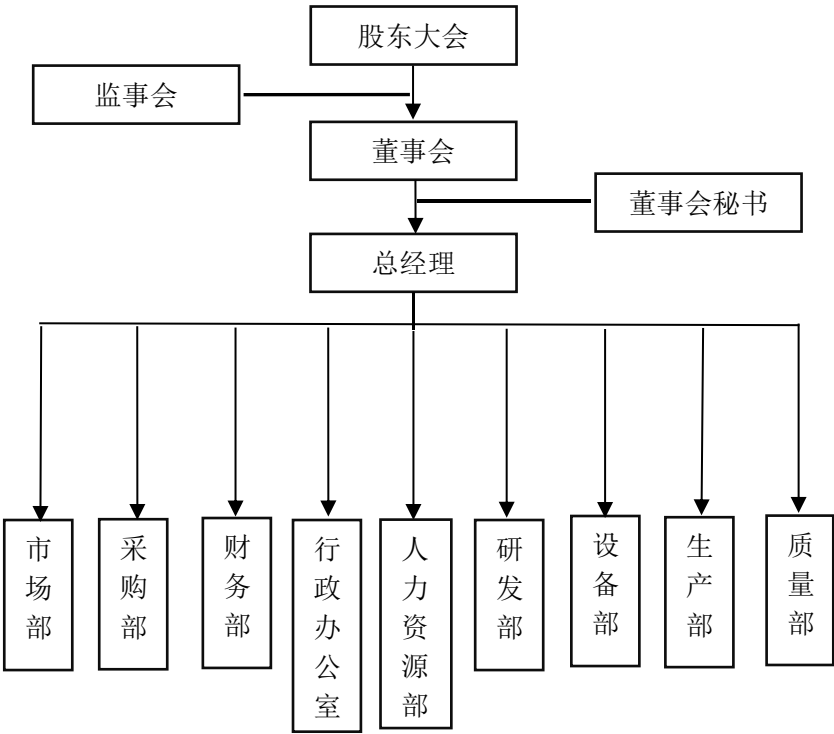 股东大会
监事会
董事会
董事会秘书
总经理
市场部
采购部
财务部
行政办公室
人力资源部
研发部
设备部
生产部
质量部